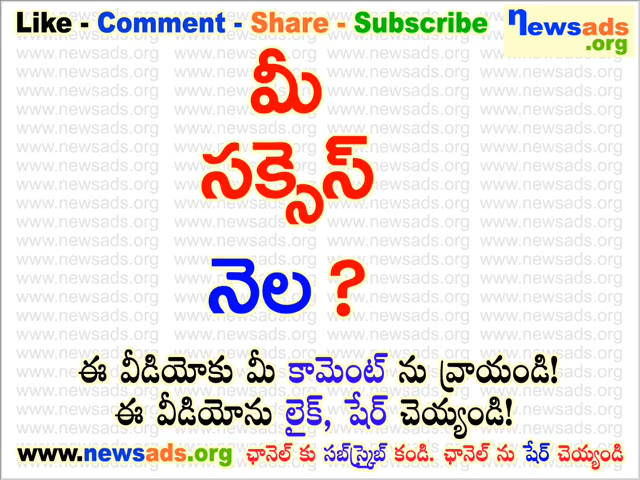 Like - Comment - Share - Subscribe
newsads
.org
మీ
సక్సెస్
నెల ?
ఈ వీడియోకు మీ కామెంట్ ను వ్రాయండి!
ఈ వీడియోను లైక్, షేర్ చెయ్యండి!
www.newsads.org ఛానెల్ కు సబ్‌స్క్రైబ్ కండి. ఛానెల్ ను షేర్ చెయ్యండి